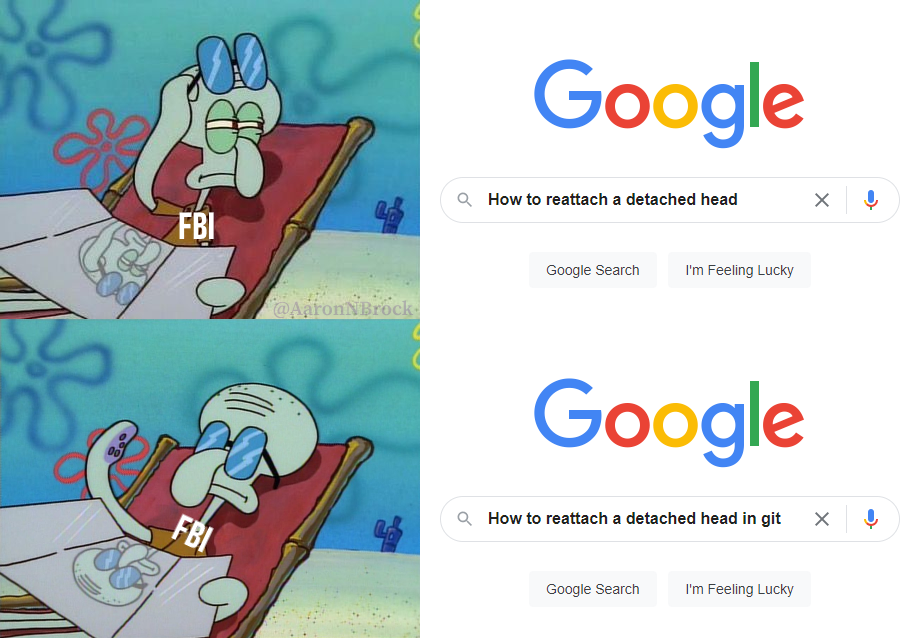 Google
How to reattach a detached head
Google Search
I'm Feeling Lucky
FBI
@AaronNBrock
Google
How to reattach a detached head in git
Google Search
I'm Feeling Lucky
FBI